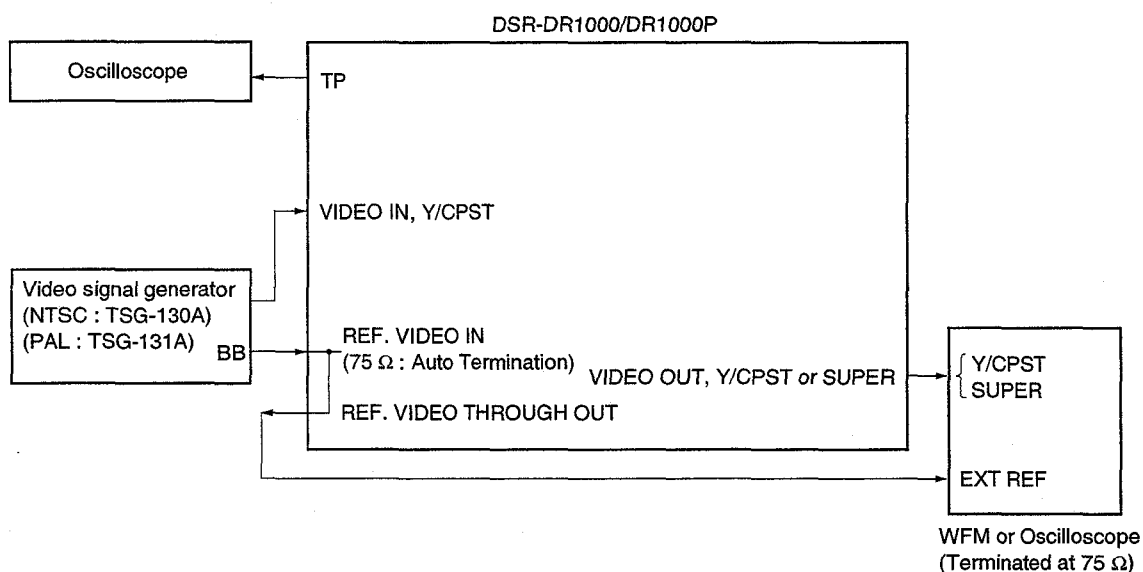 DSR-DR1000/DR1000P
Oscilloscope
TP
VIDEO IN, Y/CPST
Video signal generator
(NTSC : TSG-130A)
(PAL : TSG-131A)
BB
REF. VIDEO IN
(75 Ω : Auto Termination)
VIDEO OUT, Y/CPST or SUPER
REF. VIDEO THROUGH OUT
Y/CPST
SUPER
EXT REF
WFM or Oscilloscope
(Terminated at 75 Ω)